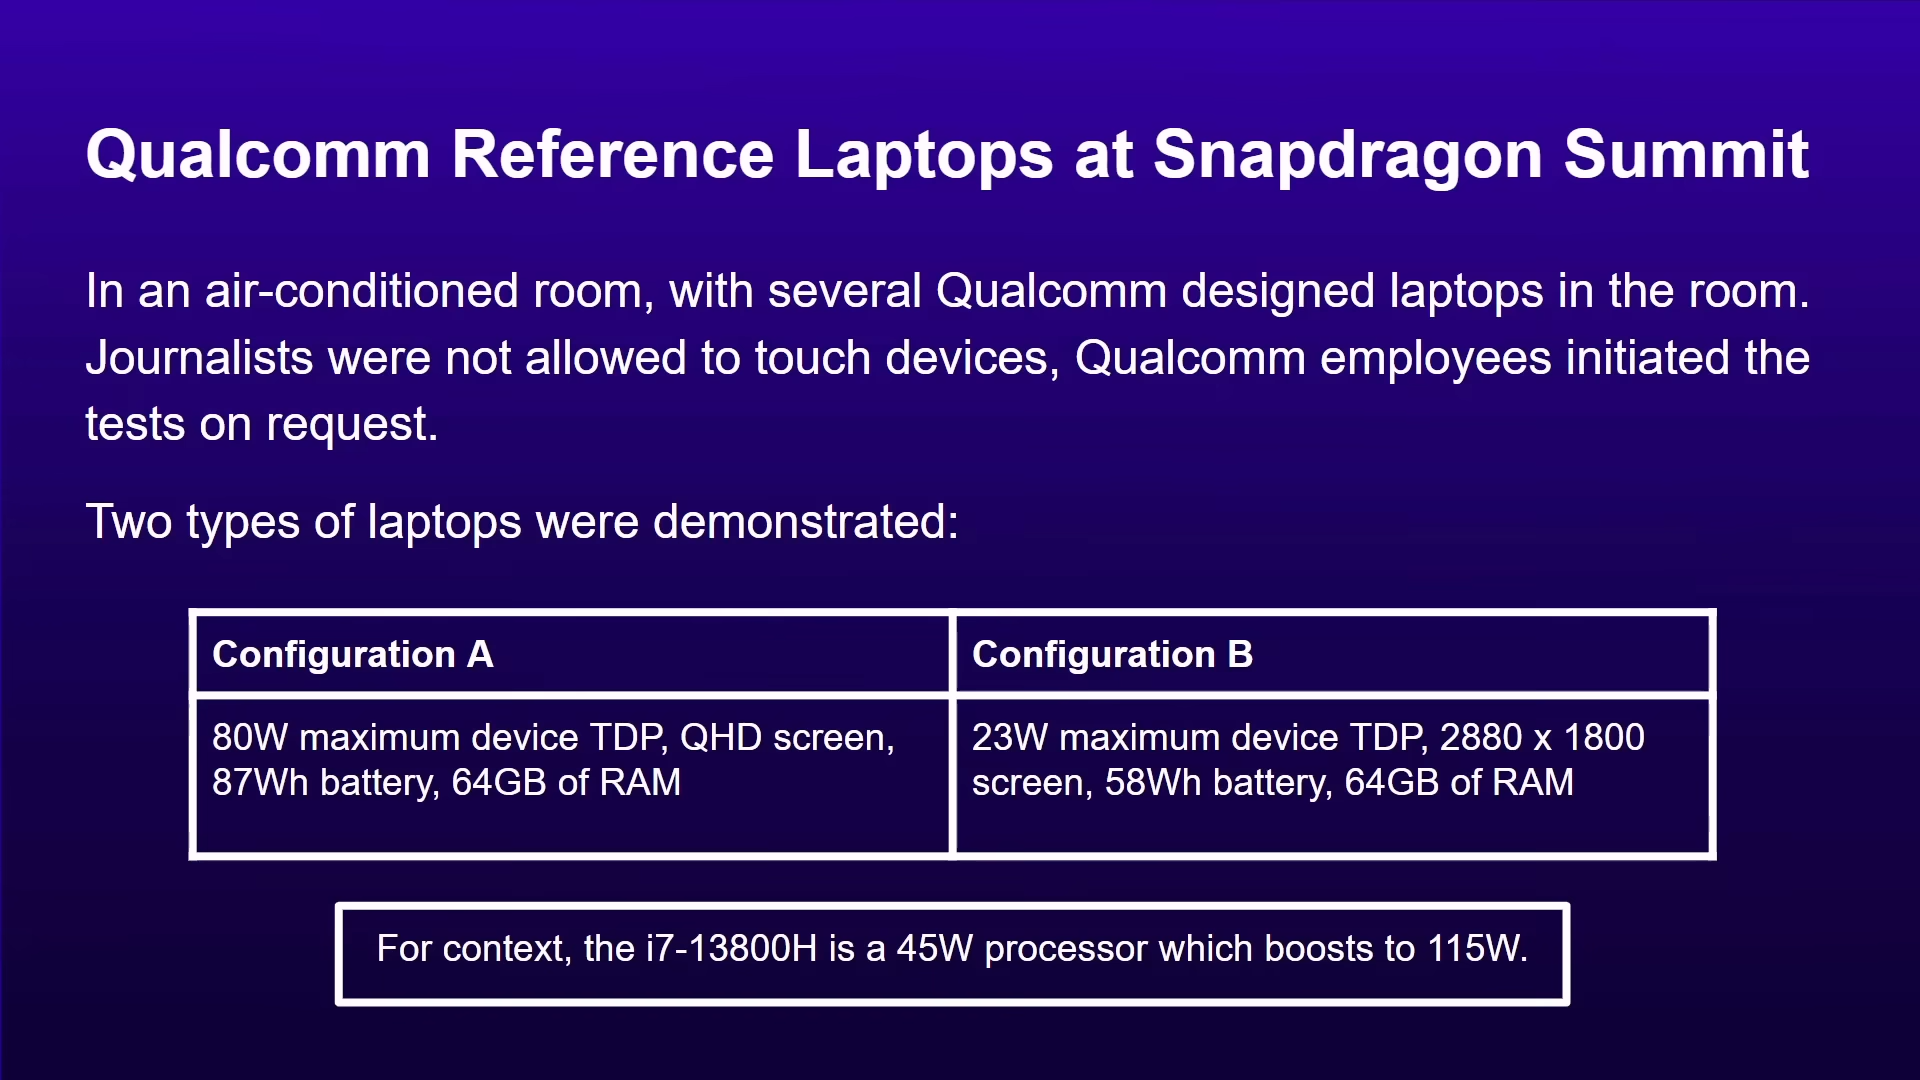 Qualcomm Reference Laptops at Snapdragon Summit
In an air-conditioned room, with several Qualcomm designed laptops in the room.
Journalists were not allowed to touch devices, Qualcomm employees initiated the
tests on request.
Two types of laptops were demonstrated:
Configuration A
Configuration B
80W maximum device TDP, QHD screen,
87Wh battery, 64GB of RAM
23W maximum device TDP, 2880 x 1800
screen, 58Wh battery, 64GB of RAM
For context, the i7-13800H is a 45W processor which boosts to 115W.